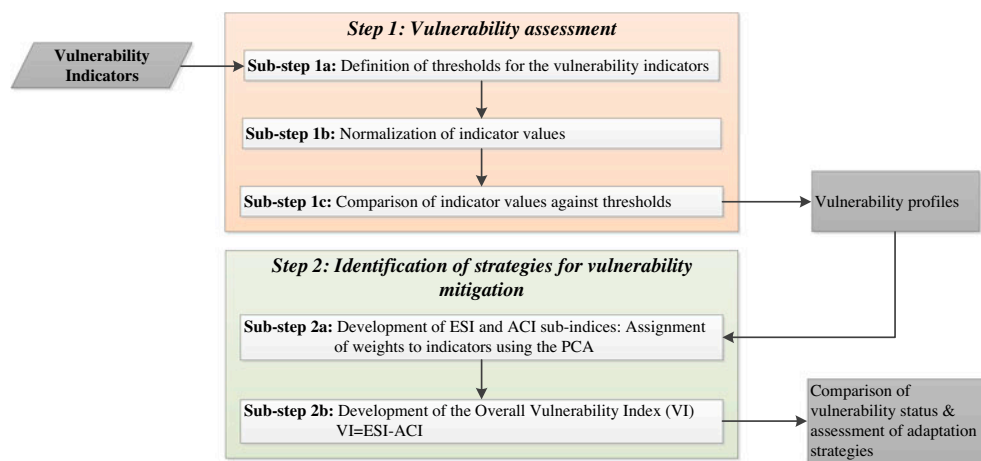 Vulnerability
Indicators
Step 1: Vulnerability assessment
Sub-step 1a: Definition of thresholds for the vulnerability indicators
Sub-step 1b: Normalization of indicator values
Sub-step 1c: Comparison of indicator values against thresholds
Vulnerability profiles
Step 2: Identification of strategies for vulnerability
mitigation
Sub-step 2a: Development of ESI and ACI sub-indices: Assignment
of weights to indicators using the PCA
Sub-step 2b: Development of the Overall Vulnerability Index (VI)
VI=ESI-ACI
Comparison of
vulnerability status &
assessment of adaptation
strategies